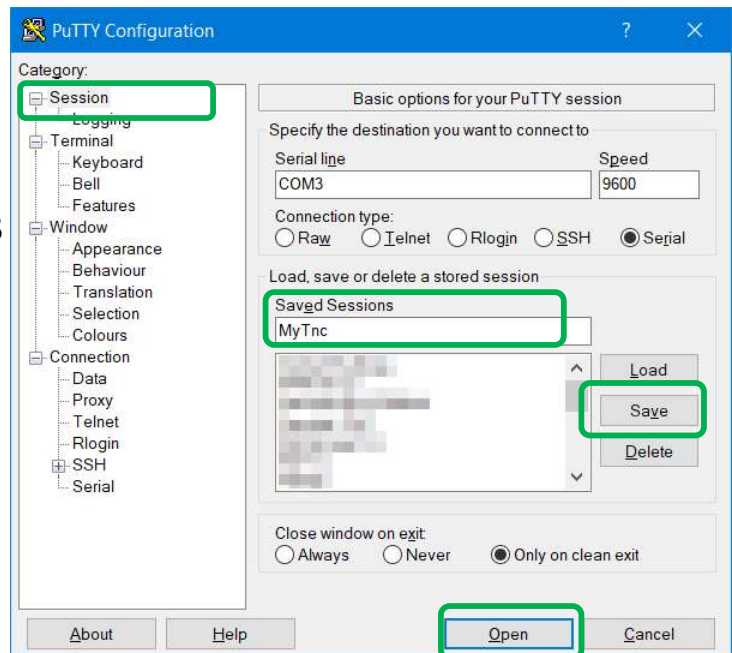 PuTTY Configuration
?
Category:
Session
Logging
Terminal
Keyboard
Bell
Features
Window
Appearance
Behaviour
Translation
Selection
Colours
Connection
Data
Proxy
Telnet
Rlogin
SSH
Serial
Basic options for your PuTTY session
Specify the destination you want to connect to
Serial line Speed
COM3 9600
Connection type:
Raw Telnet Rlogin SSH Serial
Load, save or delete a stored session
Saved Sessions
MyTnc
Load
Save
Delete
Close window on exit:
Always Never Only on clean exit
About Help Open Cancel